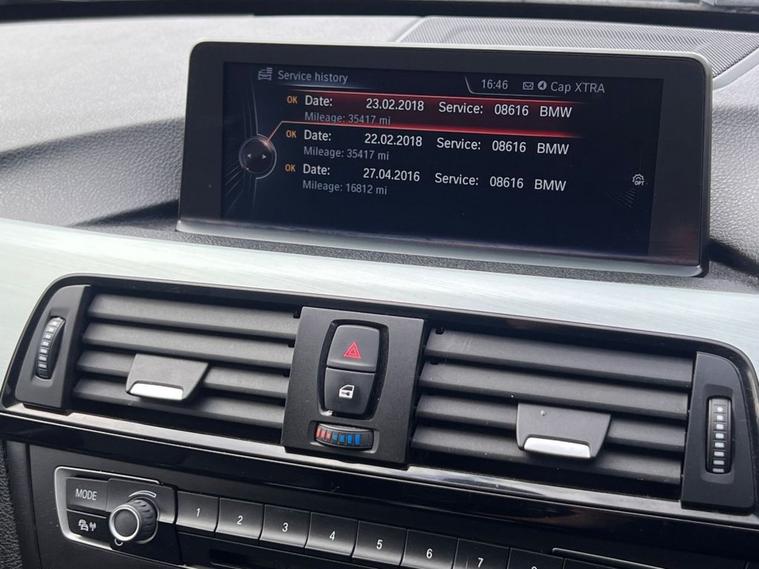 Service history
16:46 Cap XTRA
OK Date: 23.02.2018 Service: 08616 BMW
Mileage: 35417 mi
OK Date: 22.02.2018 Service: 08616 BMW
Mileage: 35417 mi
OK Date: 27.04.2016 Service: 08616 BMW
Mileage: 16812 mi
OPT
MODE
1 2 3 4 5 6 7